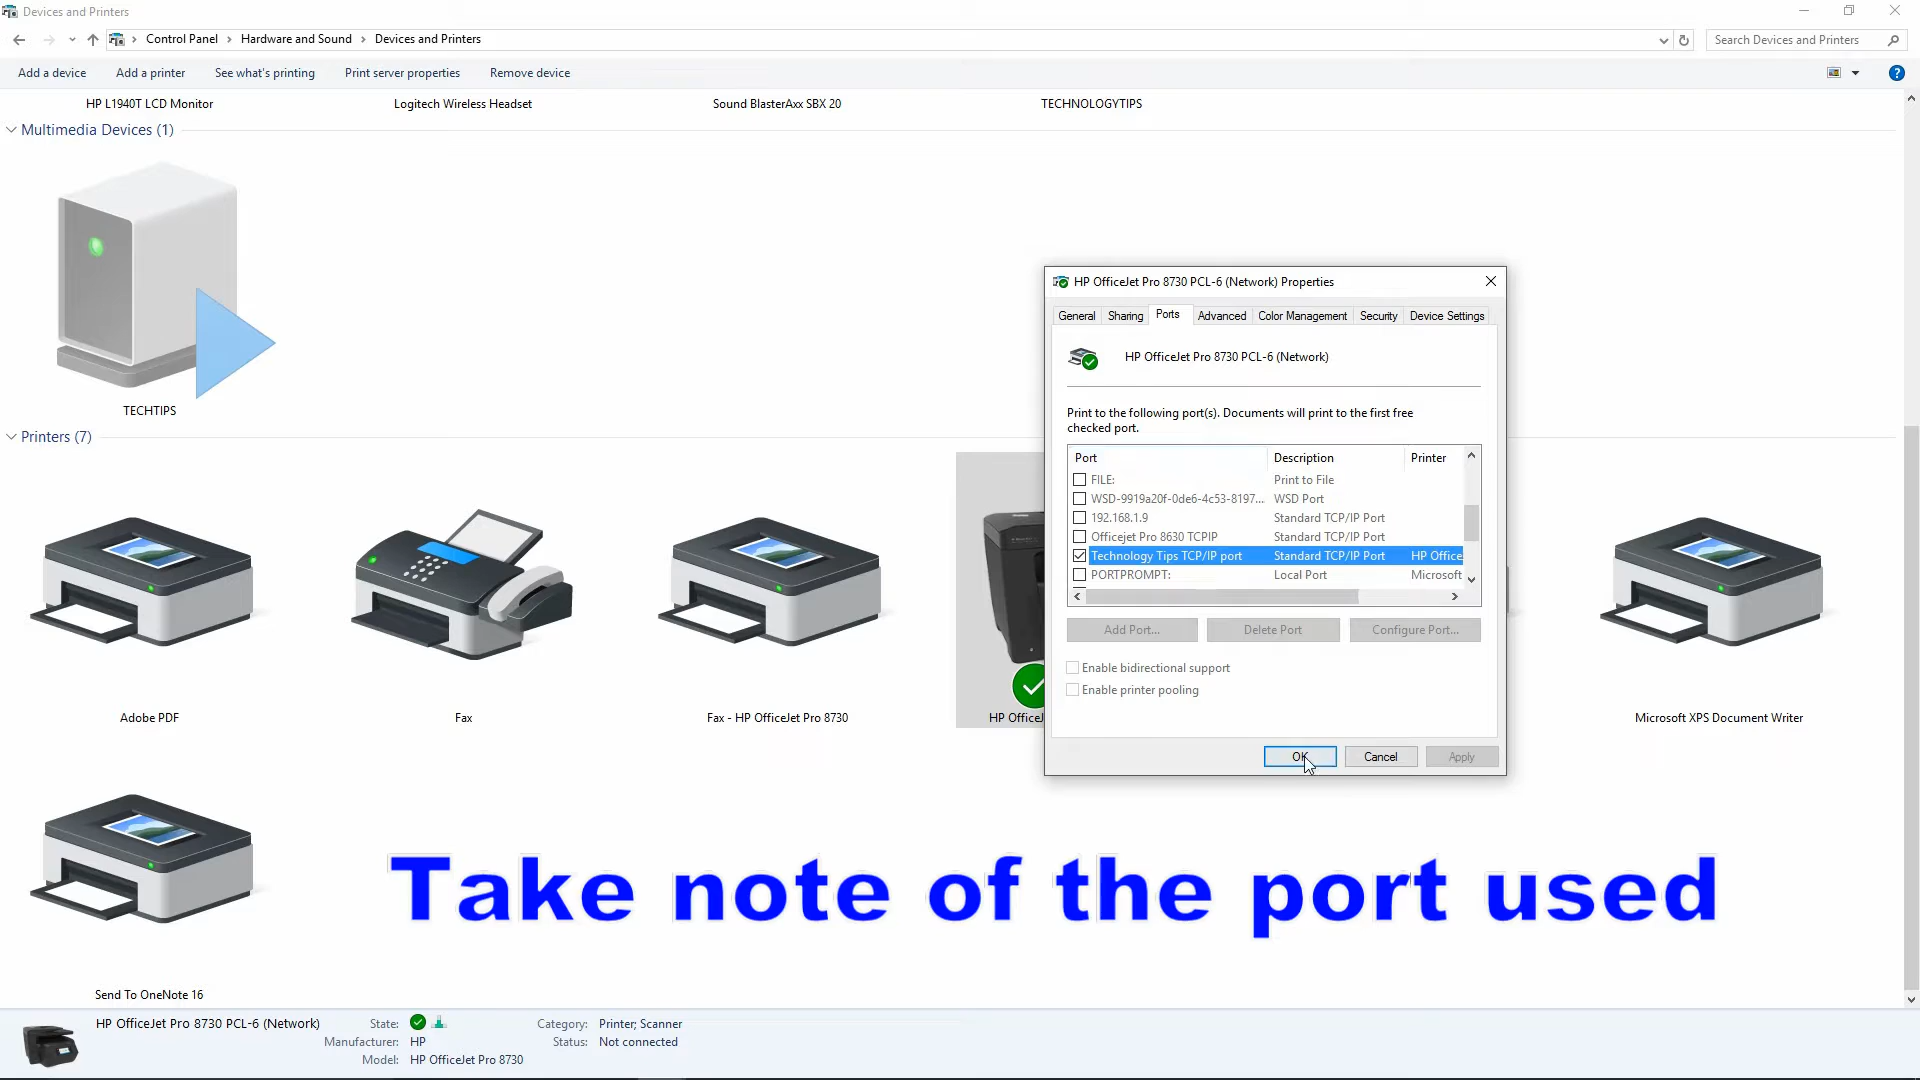 Devices and Printers
Control Panel > Hardware and Sound > Devices and Printers
Search Devices and Printers
Add a device
Add a printer
See what's printing
Print server properties
Remove device
?
HP L1940T LCD Monitor
Logitech Wireless Headset
Sound BlasterAxx SBX 20
TECHNOLOGYTIPS
Multimedia Devices (1)
TECHTIPS
Printers (7)
Adobe PDF
Fax
Fax - HP OfficeJet Pro 8730
HP OfficeJ
Microsoft XPS Document Writer
Send To OneNote 16
HP OfficeJet Pro 8730 PCL-6 (Network) Properties
General
Sharing
Ports
Advanced
Color Management
Security
Device Settings
HP OfficeJet Pro 8730 PCL-6 (Network)
Print to the following port(s). Documents will print to the first free
checked port.
Port Description Printer
FILE: Print to File
WSD-9919a20f-0de6-4c53-8197... WSD Port
192.168.1.9 Standard TCP/IP Port
Officejet Pro 8630 TCPIP Standard TCP/IP Port
Technology Tips TCP/IP port Standard TCP/IP Port HP Office
PORTPROMPT: Local Port Microsoft
Add Port...
Delete Port
Configure Port...
Enable bidirectional support
Enable printer pooling
OK
Cancel
Apply
Take note of the port used
HP OfficeJet Pro 8730 PCL-6 (Network)
State:
Manufacturer: HP
Model: HP OfficeJet Pro 8730
Category: Printer; Scanner
Status: Not connected